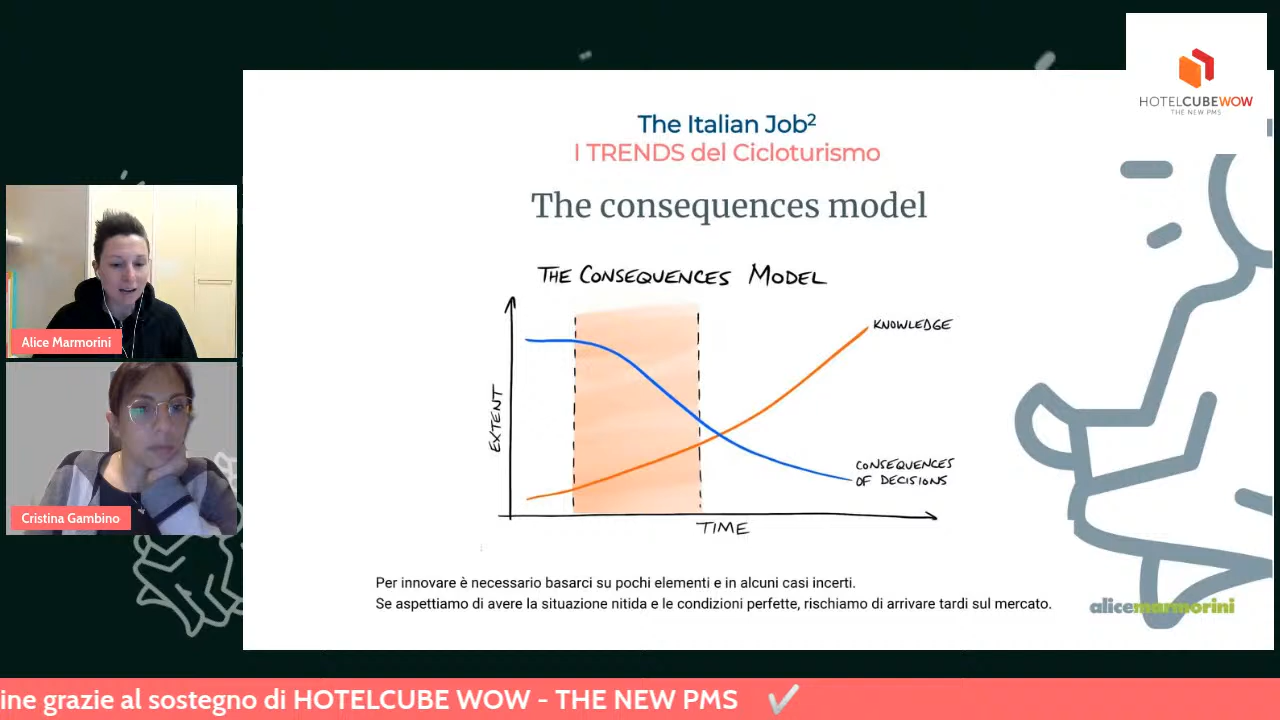 HOTELCUBEWOW
THE NEW PMS
The Italian Job²
I TRENDS del Cicloturismo
The consequences model
THE CONSEQUENCES MODEL
KNOWLEDGE
EXTENT
CONSEQUENCES
OF DECISIONS
TIME
Alice Marmorini
Cristina Gambino
Per innovare è necessario basarci su pochi elementi e in alcuni casi incerti.
Se aspettiamo di avere la situazione nitida e le condizioni perfette, rischiamo di arrivare tardi sul mercato.
alicemarmorini
ine grazie al sostegno di HOTELCUBE WOW - THE NEW PMS ✓